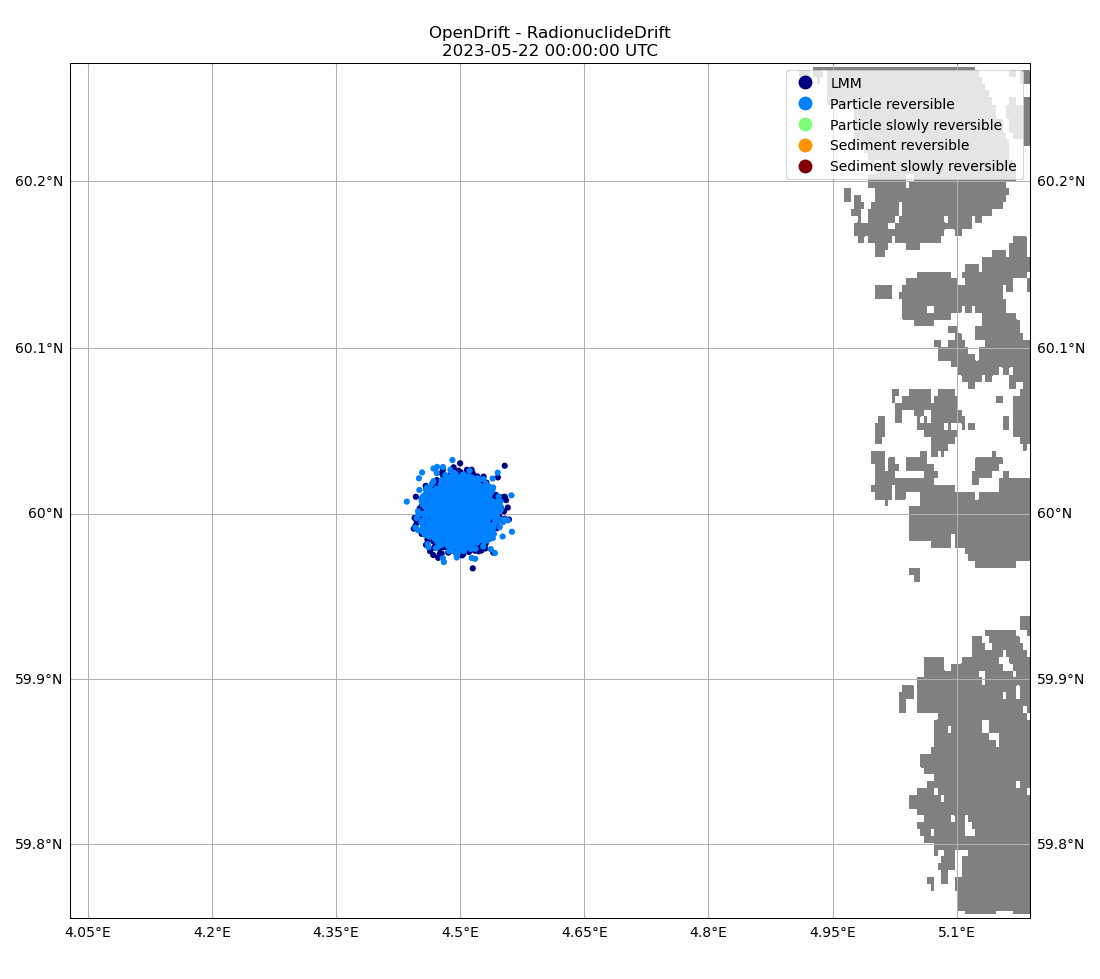 OpenDrift - RadionuclideDrift
2023-05-22 00:00:00 UTC
LMM
Particle reversible
Particle slowly reversible
Sediment reversible
Sediment slowly reversible
60.2°N
60.2°N
60.1°N
60.1°N
60°N
60°N
59.9°N
59.9°N
59.8°N
59.8°N
4.05°E
4.2°E
4.35°E
4.5°E
4.65°E
4.8°E
4.95°E
5.1°E